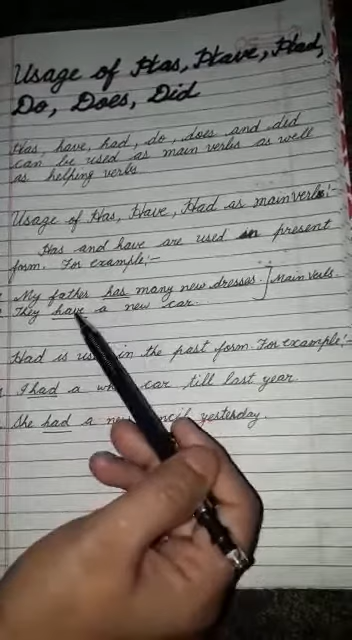 Usage of Has, Have, Had,
Do, Does, Did
Has, have, had, do, does and did
can be used as main verbs as well
as helping verbs
Usage of Has, Have, Had as main verbs:-
Has and have are used in present
form. For example:-
My father has many new dresses. ] Main Verbs.
They have a new car.
Had is in the past form. For example:-
I had a car till last year.
She had a yesterday.